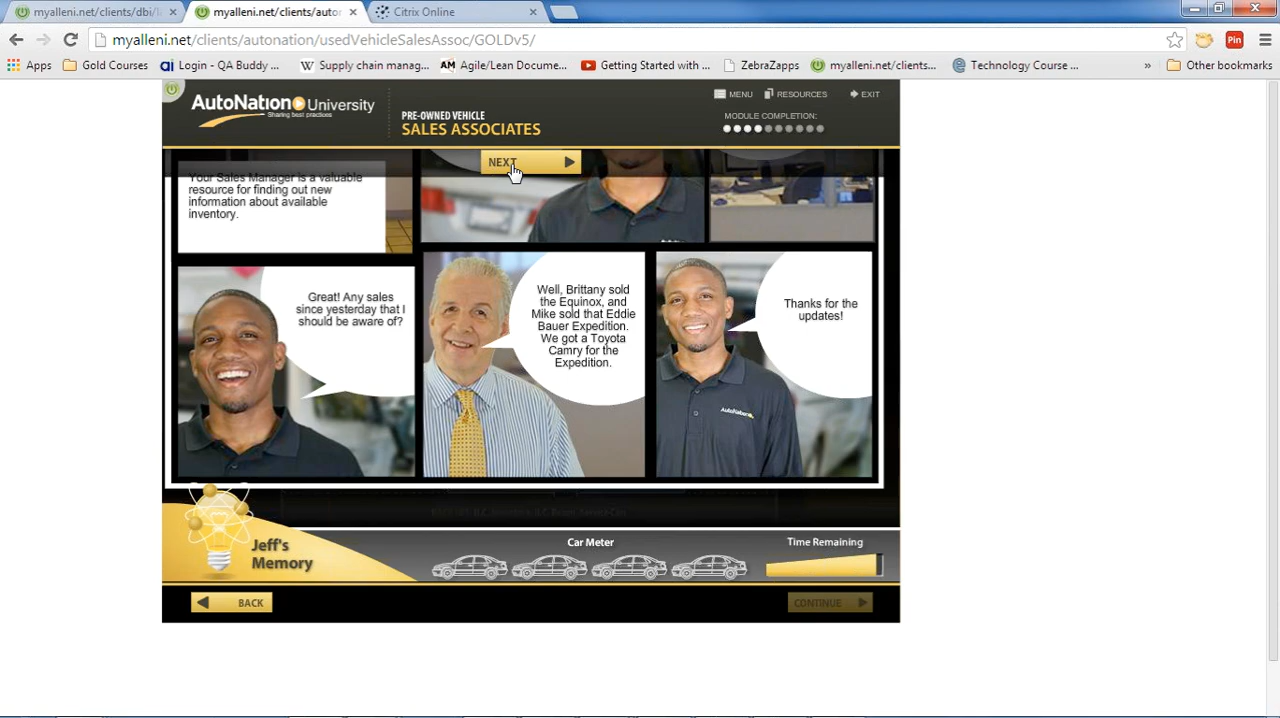 myalleni.net/clients/dbi/l
myalleni.net/clients/auto
Citrix Online
myalleni.net/clients/autonation/usedVehicleSalesAssoc/GOLDv5/
Pin
Apps
Gold Courses
ai Login - QA Buddy ...
W Supply chain manag...
AM Agile/Lean Docume...
Getting Started with ...
ZebraZapps
myalleni.net/clients...
Technology Course ...
»
Other bookmarks
AutoNation University
Sharing best practices
PRE-OWNED VEHICLE
SALES ASSOCIATES
MENU
RESOURCES
EXIT
MODULE COMPLETION:
NEXT
Your Sales Manager is a valuable
resource for finding out new
information about available
inventory.
Great! Any sales
since yesterday that I
should be aware of?
Well, Brittany sold
the Equinox, and
Mike sold that Eddie
Bauer Expedition.
We got a Toyota
Camry for the
Expedition.
Thanks for the
updates!
AutoNation
Jeff's
Memory
Car Meter
Time Remaining
BACK
CONTINUE